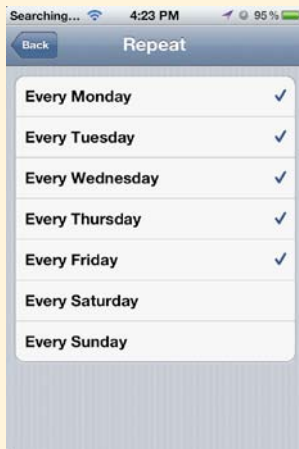 Searching... 4:23 PM 95%
Back Repeat
Every Monday
Every Tuesday
Every Wednesday
Every Thursday
Every Friday
Every Saturday
Every Sunday